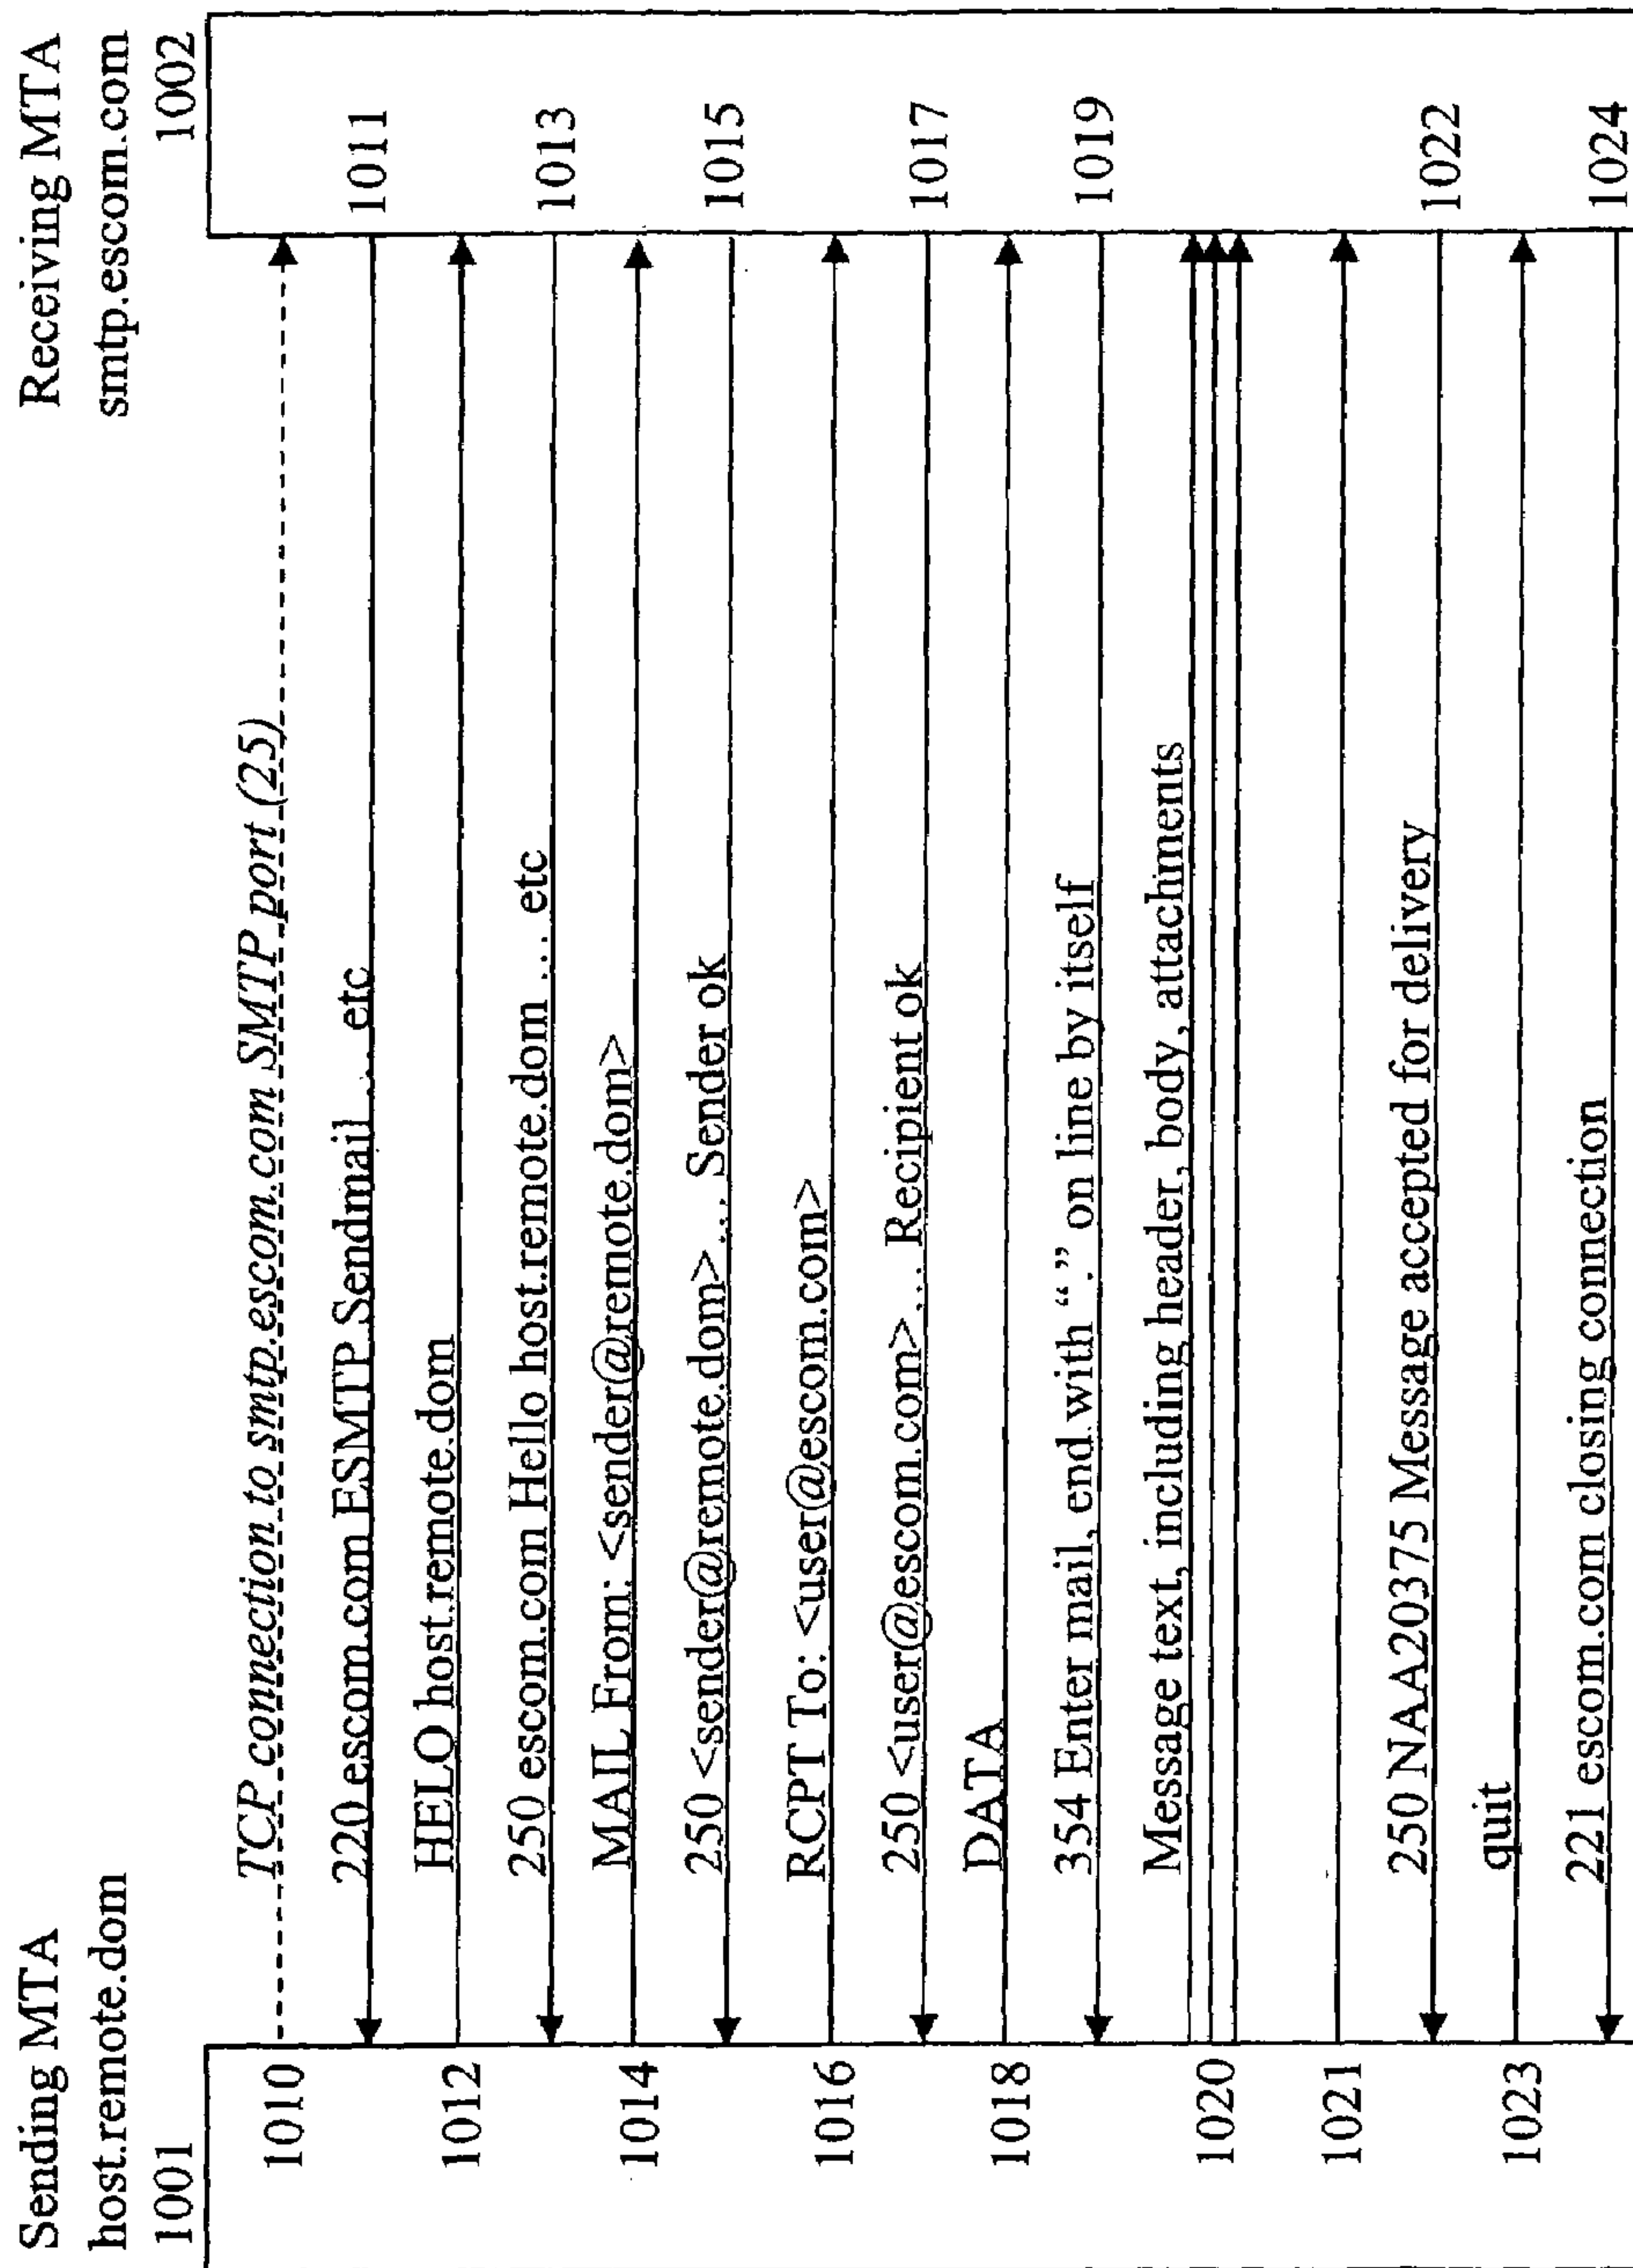 Sending MTA
host.remote.dom
1001
Receiving MTA
smtp.escom.com
1002
1010
TCP connection to smtp.escom.com SMTP port (25)
220 escom.com ESMTP Sendmail ... etc
1011
1012
HELO host.remote.dom
250 escom.com Hello host.remote.dom ... etc
1013
1014
MAIL From: <sender@remote.dom>
250 <sender@remote.dom>... Sender ok
1015
1016
RCPT To: <user@escom.com>
250 <user@escom.com>... Recipient ok
1017
1018
DATA
354 Enter mail, end with “.” on line by itself
1019
1020
Message text, including header, body, attachments
1021
250 NAA20375 Message accepted for delivery
1022
1023
quit
221 escom.com closing connection
1024